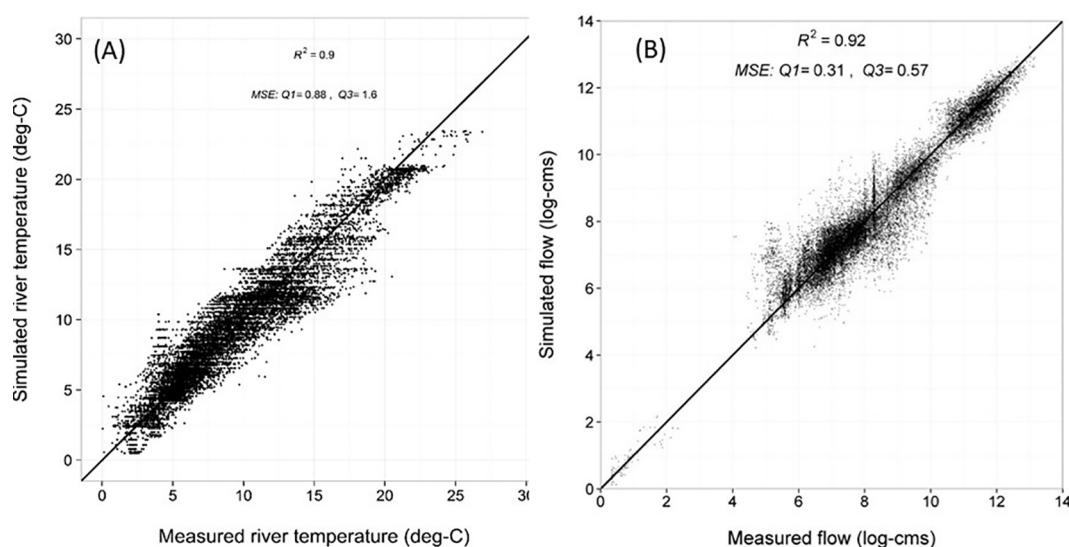 (A)
R² = 0.9
MSE: Q1= 0.88 , Q3= 1.6
30
25
20
15
10
5
0
Simulated river temperature (deg-C)
0 5 10 15 20 25 30
Measured river temperature (deg-C)
(B)
R² = 0.92
MSE: Q1= 0.31 , Q3= 0.57
14
12
10
8
6
4
2
0
Simulated flow (log-cms)
0 2 4 6 8 10 12 14
Measured flow (log-cms)